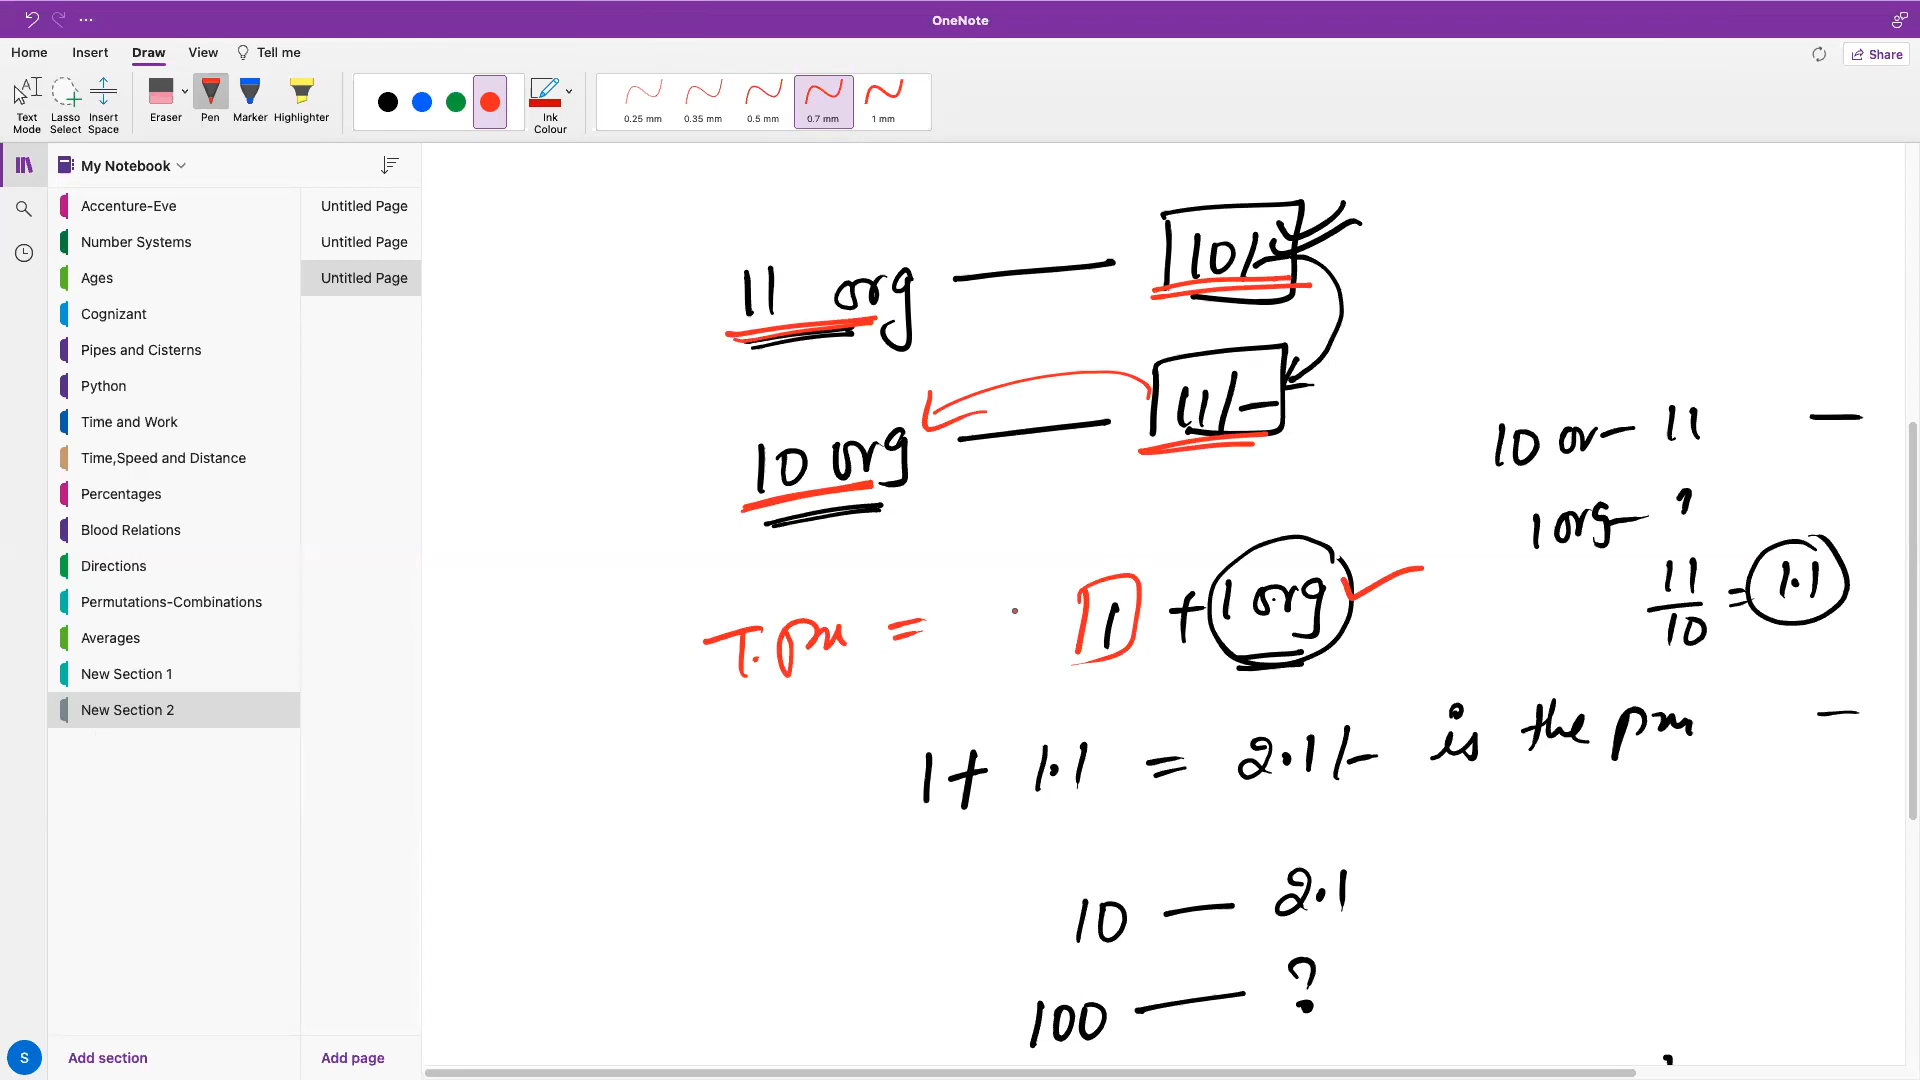 OneNote
Home Insert Draw View Tell me
Share
Text Mode
Lasso Select
Insert Space
Eraser
Pen
Marker
Highlighter
Ink Colour
0.25 mm
0.35 mm
0.5 mm
0.7 mm
1 mm
My Notebook
Accenture-Eve
Number Systems
Ages
Cognizant
Pipes and Cisterns
Python
Time and Work
Time,Speed and Distance
Percentages
Blood Relations
Directions
Permutations-Combinations
Averages
New Section 1
New Section 2
Add section
S
Untitled Page
Untitled Page
Untitled Page
Add page
11 org — 10/-
10 org — 11/-
10 or — 11 —
1 org — ?
11/10 = 1.1
T. pm = 1 + 1 org
1 + 1.1 = 2.1/- is the pm —
10 — 2.1
100 — ?